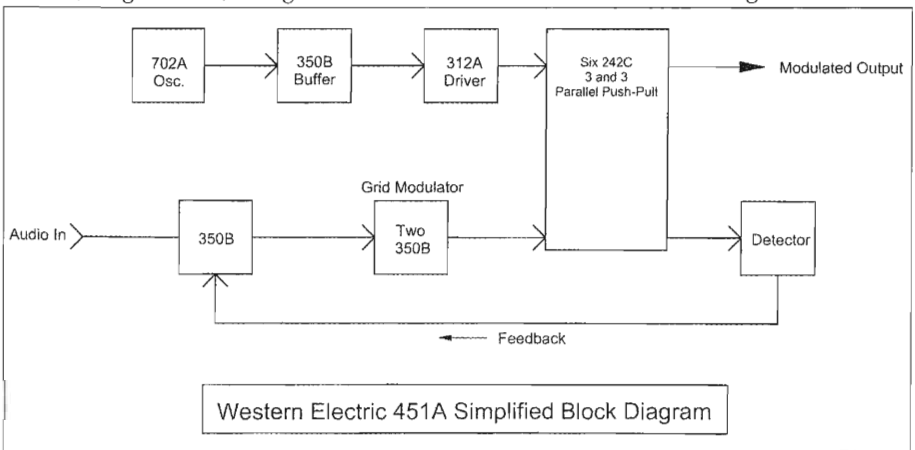 702A
Osc.
350B
Buffer
312A
Driver
Six 242C
3 and 3
Parallel Push-Pult
Modulated Output
Grid Modulator
Audio In
350B
Two
350B
Detector
Feedback
Western Electric 451A Simplified Block Diagram